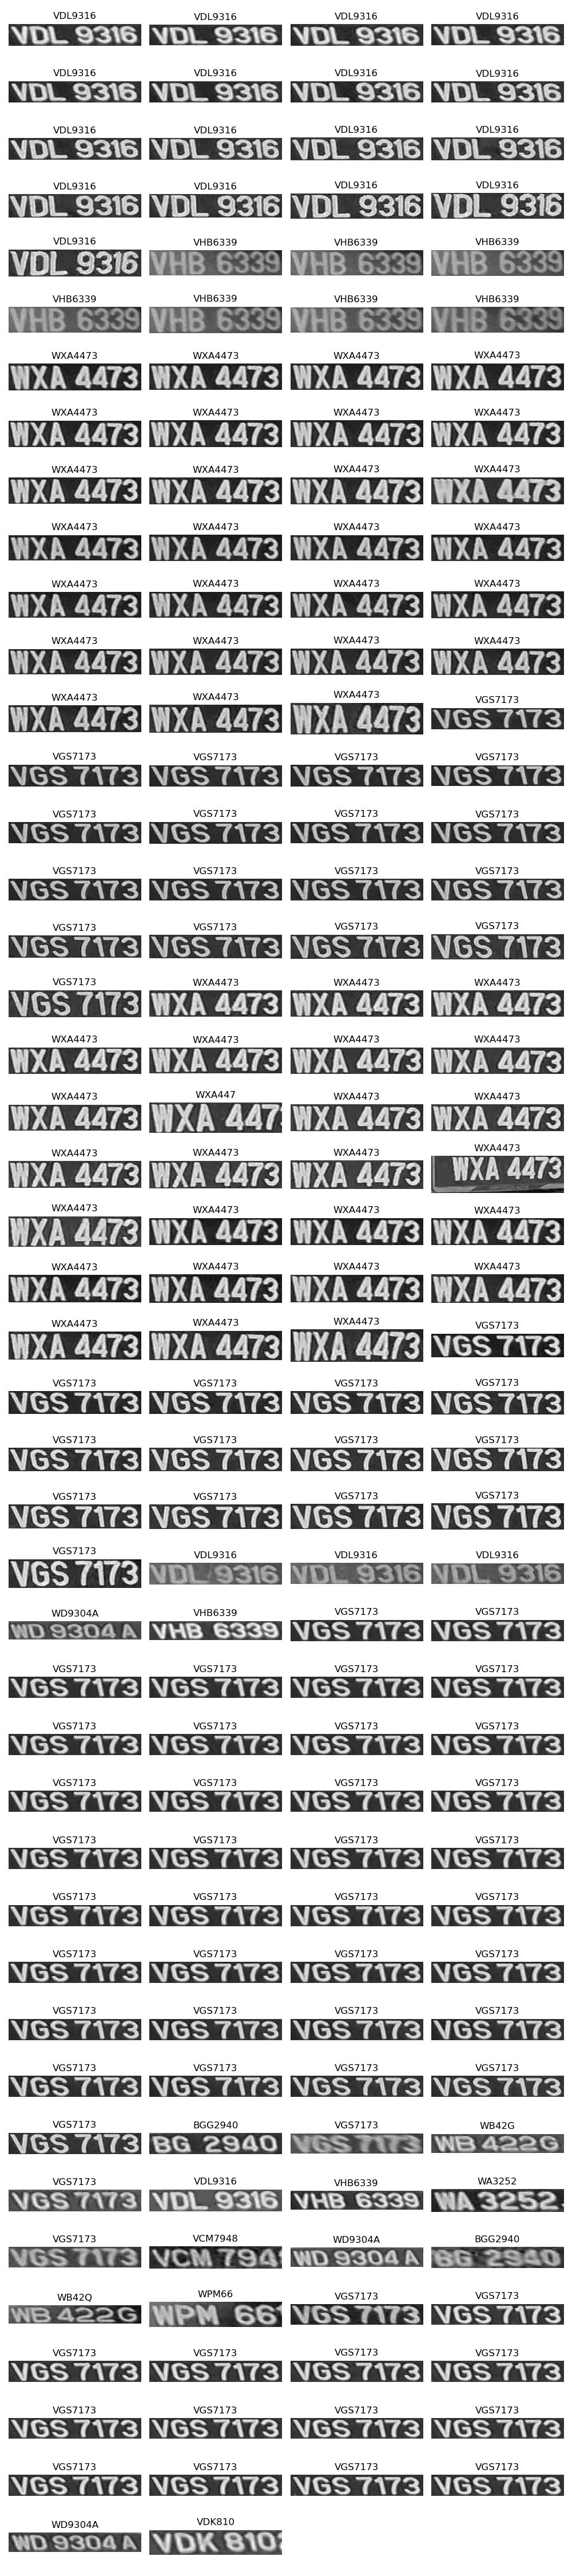 VDL9316 VDL9316 VDL9316 VDL9316
VDL 9316 VDL 9316 VDL 9316 VDL 9316
VDL9316 VDL9316 VDL9316 VDL9316
VDL 9316 VDL 9316 VDL 9316 VDL 9316
VDL9316 VDL9316 VDL9316 VDL9316
VDL 9316 VDL 9316 VDL 9316 VDL 9316
VDL9316 VDL9316 VDL9316 VDL9316
VDL 9316 VDL 9316 VDL 9316 VDL 9316
VDL9316 VHB6339 VHB6339 VHB6339
VDL 9316 VHB 6339 VHB 6339 VHB 6339
VHB6339 VHB6339 VHB6339 VHB6339
VHB 6339 VHB 6339 VHB 6339 VHB 6339
WXA4473 WXA4473 WXA4473 WXA4473
WXA 4473 WXA 4473 WXA 4473 WXA 4473
WXA4473 WXA4473 WXA4473 WXA4473
WXA 4473 WXA 4473 WXA 4473 WXA 4473
WXA4473 WXA4473 WXA4473 WXA4473
WXA 4473 WXA 4473 WXA 4473 WXA 4473
WXA4473 WXA4473 WXA4473 WXA4473
WXA 4473 WXA 4473 WXA 4473 WXA 4473
WXA4473 WXA4473 WXA4473 WXA4473
WXA 4473 WXA 4473 WXA 4473 WXA 4473
WXA4473 WXA4473 WXA4473 WXA4473
WXA 4473 WXA 4473 WXA 4473 WXA 4473
WXA4473 WXA4473 WXA4473 VGS7173
WXA 4473 WXA 4473 WXA 4473 VGS 7173
VGS7173 VGS7173 VGS7173 VGS7173
VGS 7173 VGS 7173 VGS 7173 VGS 7173
VGS7173 VGS7173 VGS7173 VGS7173
VGS 7173 VGS 7173 VGS 7173 VGS 7173
VGS7173 VGS7173 VGS7173 VGS7173
VGS 7173 VGS 7173 VGS 7173 VGS 7173
VGS7173 VGS7173 VGS7173 VGS7173
VGS 7173 VGS 7173 VGS 7173 VGS 7173
VGS7173 WXA4473 WXA4473 WXA4473
VGS 7173 WXA 4473 WXA 4473 WXA 4473
WXA4473 WXA4473 WXA4473 WXA4473
WXA 4473 WXA 4473 WXA 4473 WXA 4473
WXA4473 WXA447 WXA4473 WXA4473
WXA 4473 WXA 447 WXA 4473 WXA 4473
WXA4473 WXA4473 WXA4473 WXA4473
WXA 4473 WXA 4473 WXA 4473 WXA 4473
WXA4473 WXA4473 WXA4473 WXA4473
WXA 4473 WXA 4473 WXA 4473 WXA 4473
WXA4473 WXA4473 WXA4473 WXA4473
WXA 4473 WXA 4473 WXA 4473 WXA 4473
WXA4473 WXA4473 WXA4473 VGS7173
WXA 4473 WXA 4473 WXA 4473 VGS 7173
VGS7173 VGS7173 VGS7173 VGS7173
VGS 7173 VGS 7173 VGS 7173 VGS 7173
VGS7173 VGS7173 VGS7173 VGS7173
VGS 7173 VGS 7173 VGS 7173 VGS 7173
VGS7173 VGS7173 VGS7173 VGS7173
VGS 7173 VGS 7173 VGS 7173 VGS 7173
VGS7173 VDL9316 VDL9316 VDL9316
VGS 7173 VDL 9316 VDL 9316 VDL 9316
WD9304A VHB6339 VGS7173 VGS7173
WD 9304 A VHB 6339 VGS 7173 VGS 7173
VGS7173 VGS7173 VGS7173 VGS7173
VGS 7173 VGS 7173 VGS 7173 VGS 7173
VGS7173 VGS7173 VGS7173 VGS7173
VGS 7173 VGS 7173 VGS 7173 VGS 7173
VGS7173 VGS7173 VGS7173 VGS7173
VGS 7173 VGS 7173 VGS 7173 VGS 7173
VGS7173 VGS7173 VGS7173 VGS7173
VGS 7173 VGS 7173 VGS 7173 VGS 7173
VGS7173 VGS7173 VGS7173 VGS7173
VGS 7173 VGS 7173 VGS 7173 VGS 7173
VGS7173 VGS7173 VGS7173 VGS7173
VGS 7173 VGS 7173 VGS 7173 VGS 7173
VGS7173 VGS7173 VGS7173 VGS7173
VGS 7173 VGS 7173 VGS 7173 VGS 7173
VGS7173 VGS7173 VGS7173 VGS7173
VGS 7173 VGS 7173 VGS 7173 VGS 7173
VGS7173 BGG2940 VGS7173 WB42G
VGS 7173 BG 2940 VGS 7173 WB 422 G
VGS7173 VDL9316 VHB6339 WA3252
VGS 7173 VDL 9316 VHB 6339 WA 3252
VGS7173 VCM7948 WD9304A BGG2940
VGS 7173 VCM 794 WD 9304 A BG 2940
WB42Q WPM66 VGS7173 VGS7173
WB 422 G WPM 66 VGS 7173 VGS 7173
VGS7173 VGS7173 VGS7173 VGS7173
VGS 7173 VGS 7173 VGS 7173 VGS 7173
VGS7173 VGS7173 VGS7173 VGS7173
VGS 7173 VGS 7173 VGS 7173 VGS 7173
VGS7173 VGS7173 VGS7173 VGS7173
VGS 7173 VGS 7173 VGS 7173 VGS 7173
WD9304A VDK810
WD 9304 A VDK 810